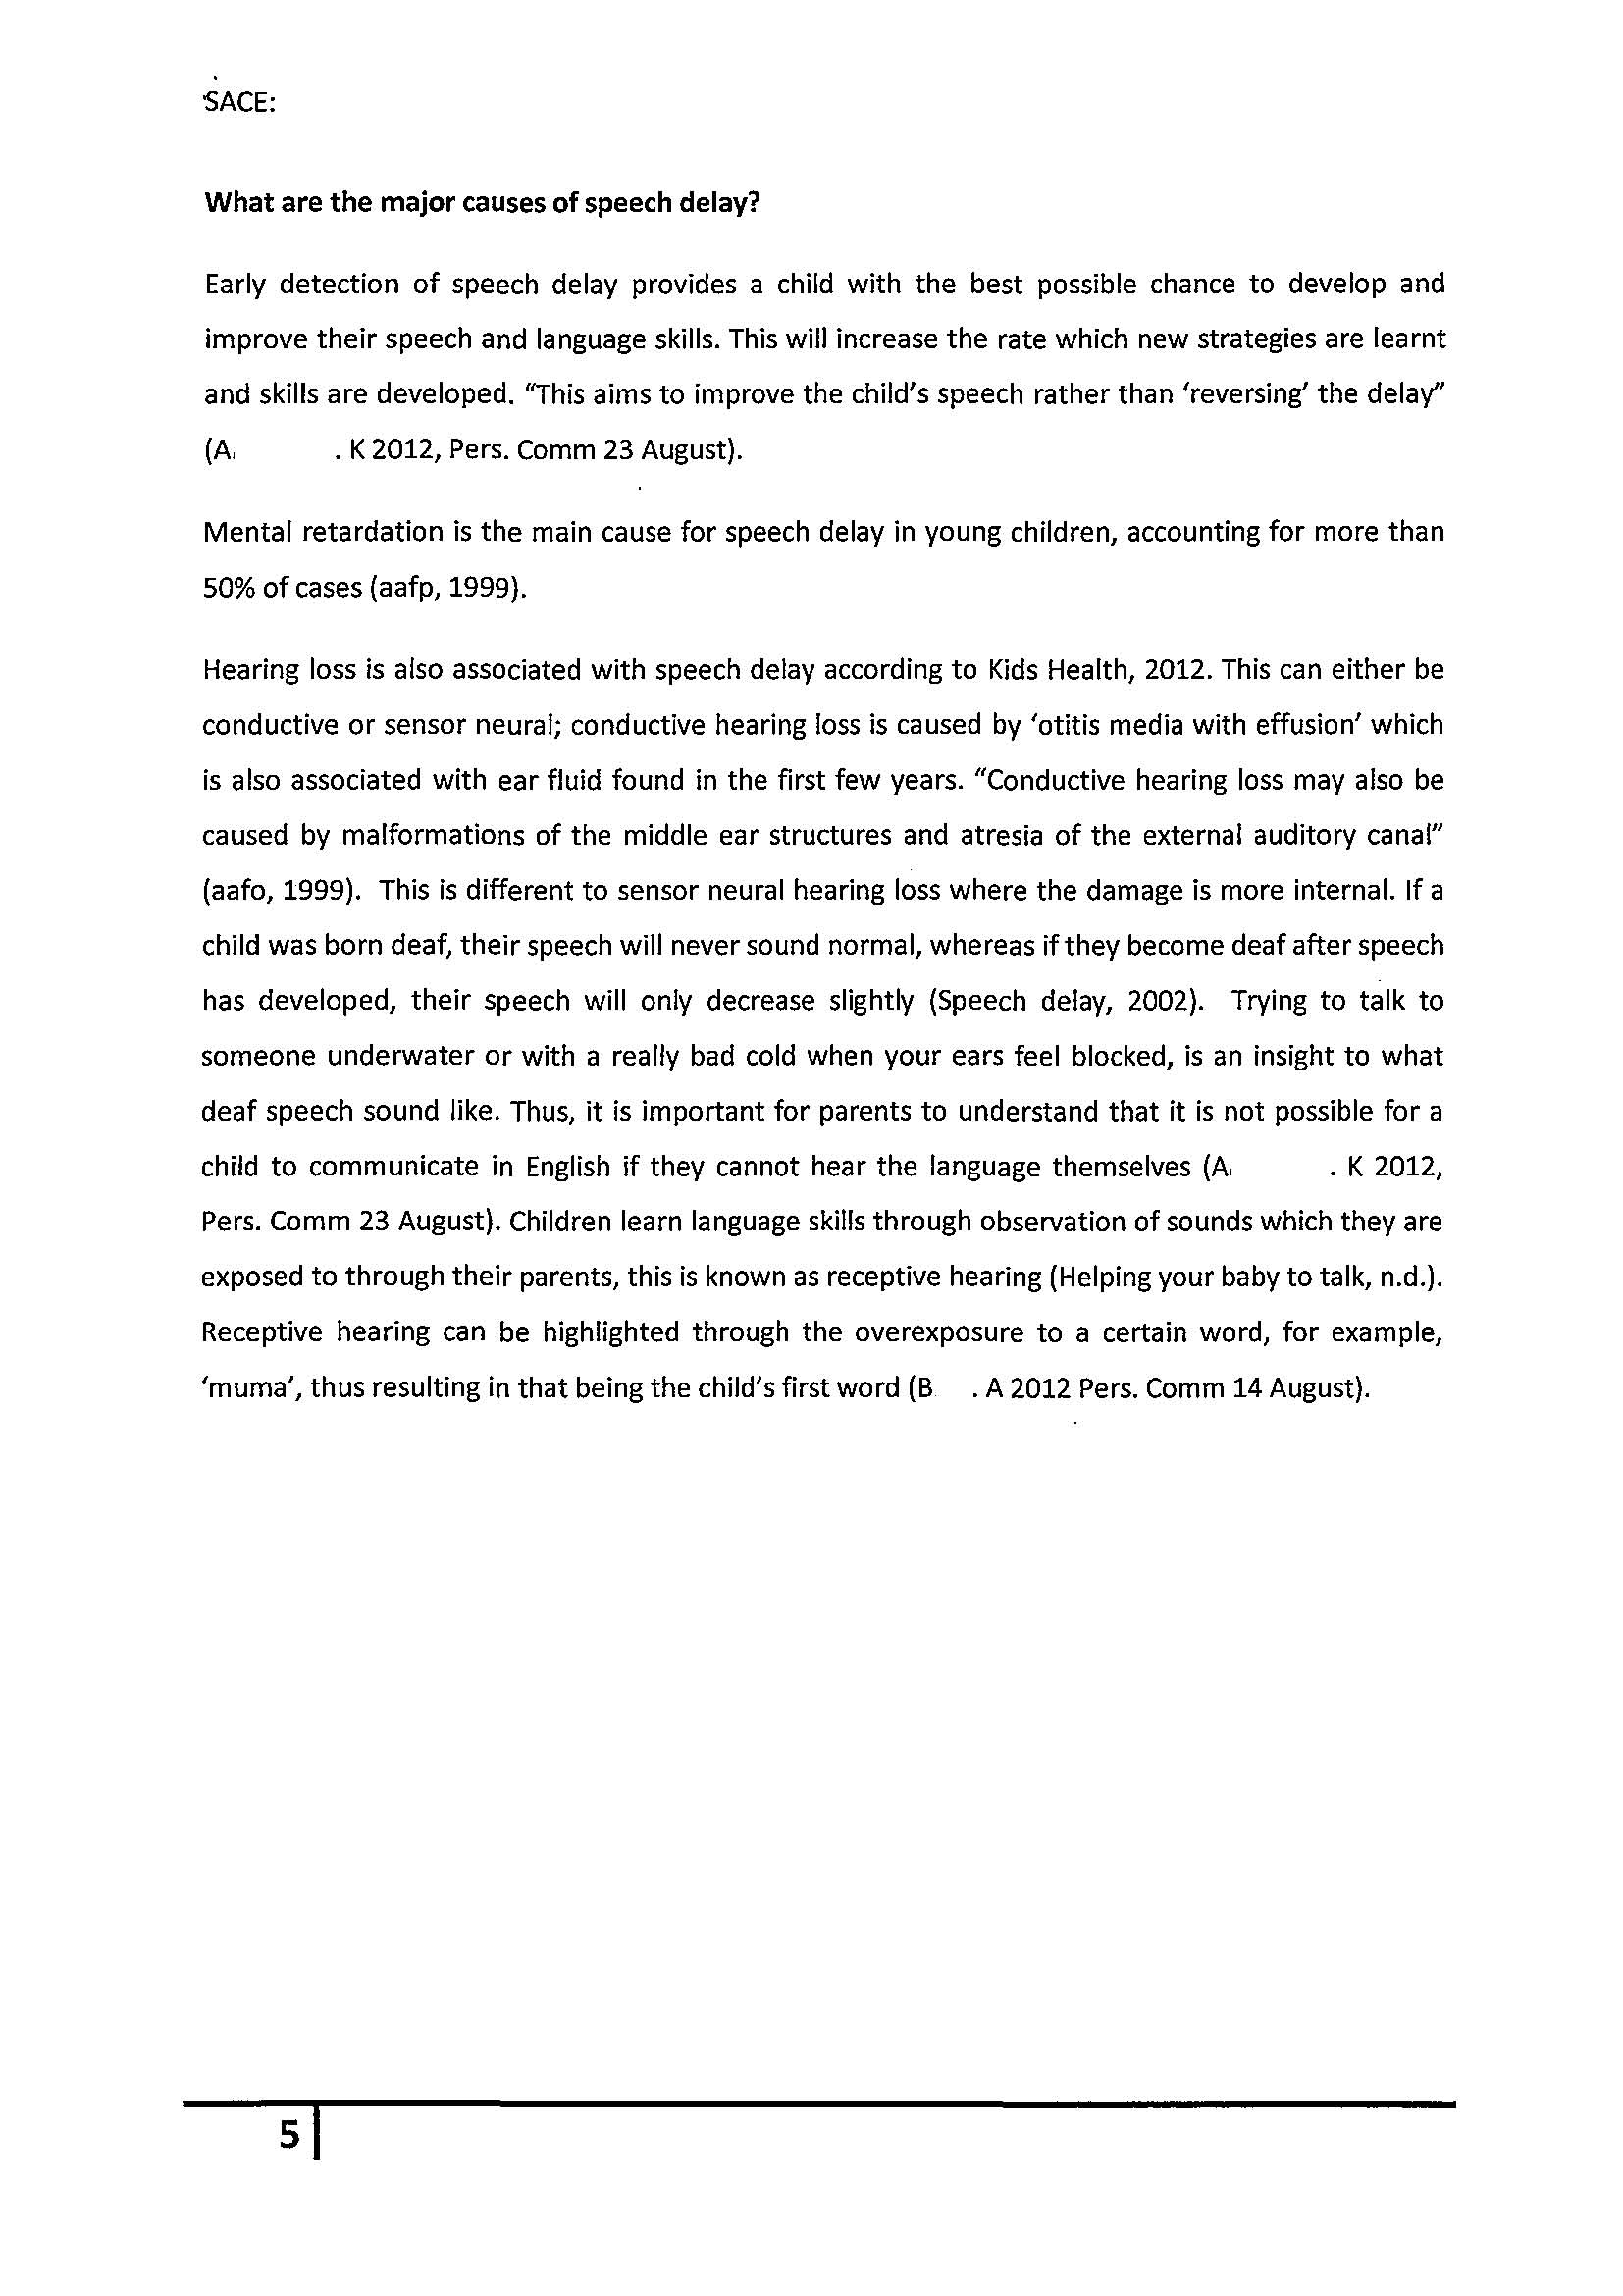 SACE:
What are the major causes of speech delay?
Early detection of speech delay provides a child with the best possible chance to develop and
improve their speech and language skills. This will increase the rate which new strategies are learnt
and skills are developed. "This aims to improve the child's speech rather than 'reversing' the delay"
(A . K 2012, Pers. Comm 23 August).
Mental retardation is the main cause for speech delay in young children, accounting for more than
50% of cases (aafp, 1999).
Hearing loss is also associated with speech delay according to Kids Health, 2012. This can either be
conductive or sensor neural; conductive hearing loss is caused by 'otitis media with effusion' which
is also associated with ear fluid found in the first few years. "Conductive hearing loss may also be
caused by malformations of the middle ear structures and atresia of the external auditory canal"
(aafo, 1999). This is different to sensor neural hearing loss where the damage is more internal. If a
child was born deaf, their speech will never sound normal, whereas if they become deaf after speech
has developed, their speech will only decrease slightly (Speech delay, 2002). Trying to talk to
someone underwater or with a really bad cold when your ears feel blocked, is an insight to what
deaf speech sound like. Thus, it is important for parents to understand that it is not possible for a
child to communicate in English if they cannot hear the language themselves (A . K 2012,
Pers. Comm 23 August). Children learn language skills through observation of sounds which they are
exposed to through their parents, this is known as receptive hearing (Helping your baby to talk, n.d.).
Receptive hearing can be highlighted through the overexposure to a certain word, for example,
'muma', thus resulting in that being the child's first word (B . A 2012 Pers. Comm 14 August).
5